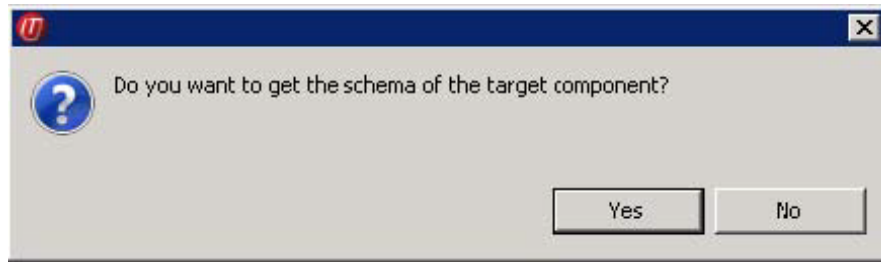 Do you want to get the schema of the target component?
Yes No